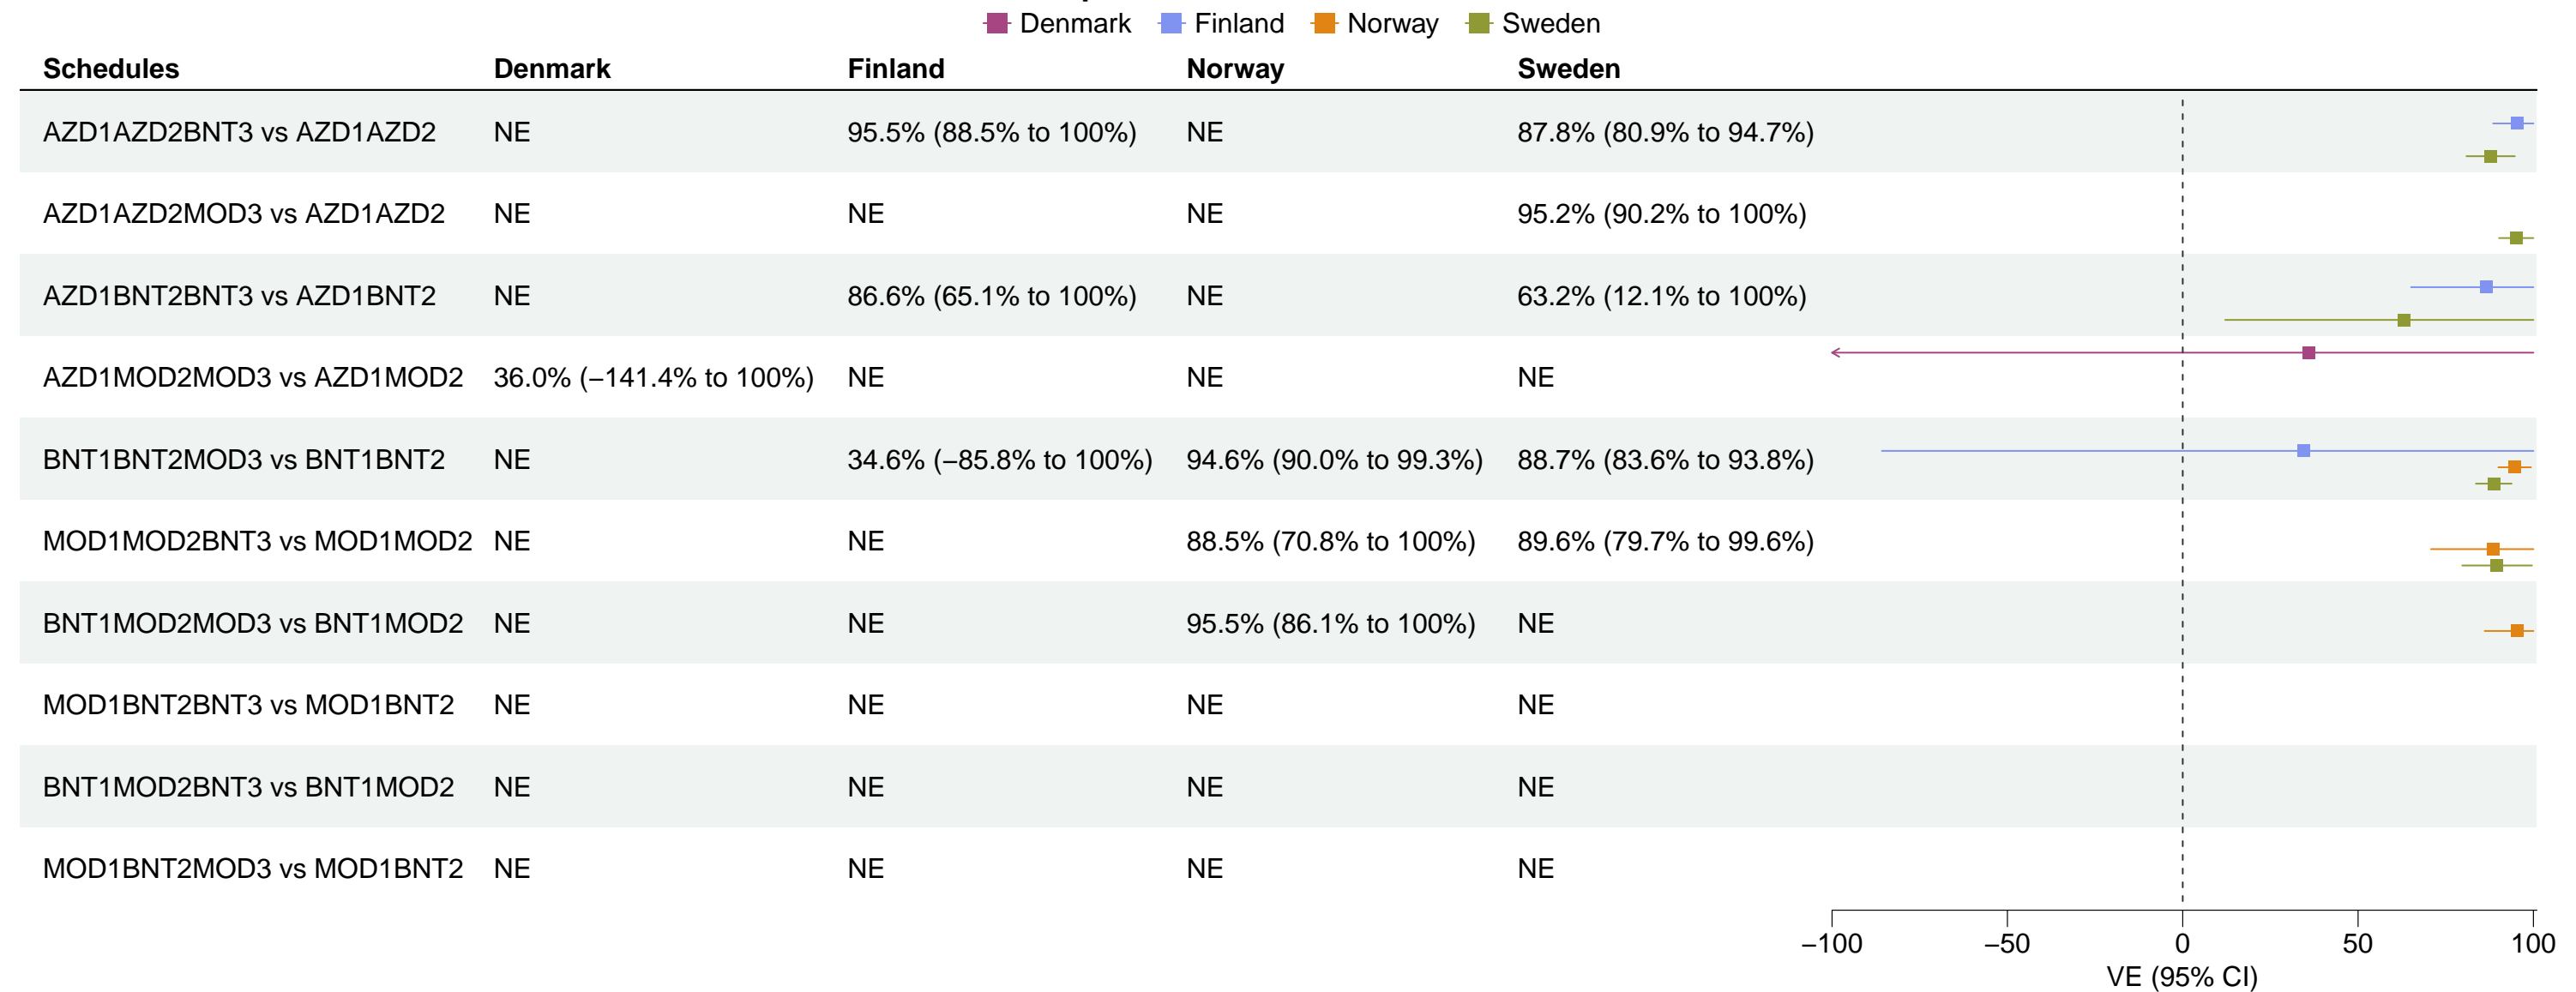 Denmark Finland Norway Sweden
Schedules Denmark Finland Norway Sweden
AZD1AZD2BNT3 vs AZD1AZD2 NE 95.5% (88.5% to 100%) NE 87.8% (80.9% to 94.7%)
AZD1AZD2MOD3 vs AZD1AZD2 NE NE NE 95.2% (90.2% to 100%)
AZD1BNT2BNT3 vs AZD1BNT2 NE 86.6% (65.1% to 100%) NE 63.2% (12.1% to 100%)
AZD1MOD2MOD3 vs AZD1MOD2 36.0% (−141.4% to 100%) NE NE NE
BNT1BNT2MOD3 vs BNT1BNT2 NE 34.6% (−85.8% to 100%) 94.6% (90.0% to 99.3%) 88.7% (83.6% to 93.8%)
MOD1MOD2BNT3 vs MOD1MOD2 NE NE 88.5% (70.8% to 100%) 89.6% (79.7% to 99.6%)
BNT1MOD2MOD3 vs BNT1MOD2 NE NE 95.5% (86.1% to 100%) NE
MOD1BNT2BNT3 vs MOD1BNT2 NE NE NE NE
BNT1MOD2BNT3 vs BNT1MOD2 NE NE NE NE
MOD1BNT2MOD3 vs MOD1BNT2 NE NE NE NE
−100 −50 0 50 100
VE (95% CI)